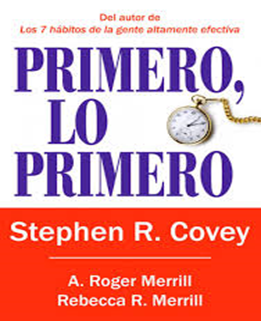 Del autor de
Los 7 hábitos de la gente altamente efectiva
PRIMERO,
LO
PRIMERO
Stephen R. Covey
A. Roger Merrill
Rebecca R. Merrill